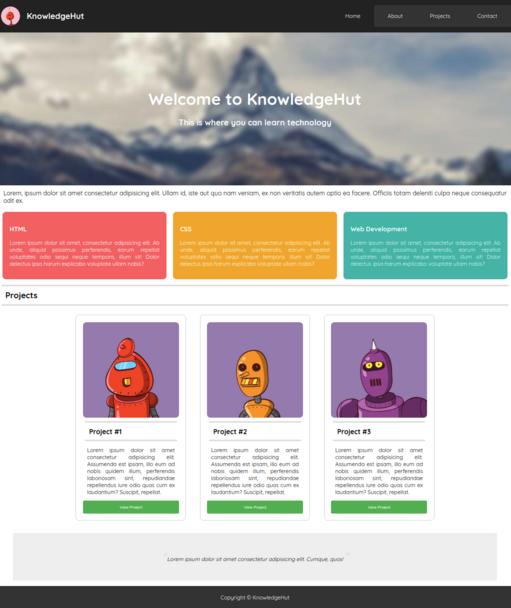 KnowledgeHut
Home About Projects Contact
Welcome to KnowledgeHut
This is where you can learn technology
Lorem, ipsum dolor sit amet consectetur adipisicing elit. Ullam id, iste aut quo nam veniam, ex non veritatis autem optio ea facere. Officiis totam deleniti culpa neque consequatur
odit ex.
HTML
Lorem ipsum dolor sit amet, consectetur adipisicing elit. Ab
unde, aliquid possimus perferendis, earum repellat
voluptates odio sequi neque tempora, illum sit! Dolor
delectus ipsa harum explicabo voluptate ullam nobis?
CSS
Lorem ipsum dolor sit amet, consectetur adipisicing elit. Ab
unde, aliquid possimus perferendis, earum repellat
voluptates odio sequi neque tempora, illum sit! Dolor
delectus ipsa harum explicabo voluptate ullam nobis?
Web Development
Lorem ipsum dolor sit amet, consectetur adipisicing elit. Ab
unde, aliquid possimus perferendis, earum repellat
voluptates odio sequi neque tempora, illum sit! Dolor
delectus ipsa harum explicabo voluptate ullam nobis?
Projects
Project #1
Lorem ipsum dolor sit amet
consectetur adipisicing elit.
Assumenda est ipsam, illo eum ad
nobis quidem illum, perferendis
laboriosam sint, repudiandae
repellendus iure odio quas cum ex
laudantium? Suscipit, repellat.
View Project
Project #2
Lorem ipsum dolor sit amet
consectetur adipisicing elit.
Assumenda est ipsam, illo eum ad
nobis quidem illum, perferendis
laboriosam sint, repudiandae
repellendus iure odio quas cum ex
laudantium? Suscipit, repellat.
View Project
Project #3
Lorem ipsum dolor sit amet
consectetur adipisicing elit.
Assumenda est ipsam, illo eum ad
nobis quidem illum, perferendis
laboriosam sint, repudiandae
repellendus iure odio quas cum ex
laudantium? Suscipit, repellat.
View Project
Lorem ipsum dolor sit amet consectetur adipisicing elit. Cumque, quos!
Copyright © KnowledgeHut